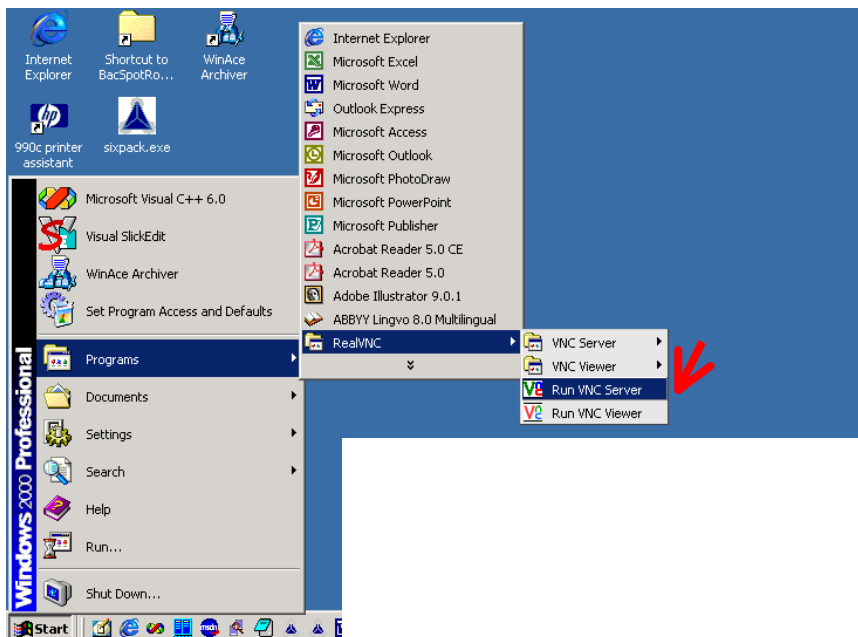 Internet
Explorer
Shortcut to
BacSpotRo...
WinAce
Archiver
990c printer
assistant
sixpack.exe
Microsoft Visual C++ 6.0
Visual SlickEdit
WinAce Archiver
Set Program Access and Defaults
Programs
Documents
Settings
Search
Help
Run...
Shut Down...
Windows 2000 Professional
Start
Internet Explorer
Microsoft Excel
Microsoft Word
Outlook Express
Microsoft Access
Microsoft Outlook
Microsoft PhotoDraw
Microsoft PowerPoint
Microsoft Publisher
Acrobat Reader 5.0 CE
Acrobat Reader 5.0
Adobe Illustrator 9.0.1
ABBYY Lingvo 8.0 Multilingual
RealVNC
VNC Server
VNC Viewer
Run VNC Server
Run VNC Viewer